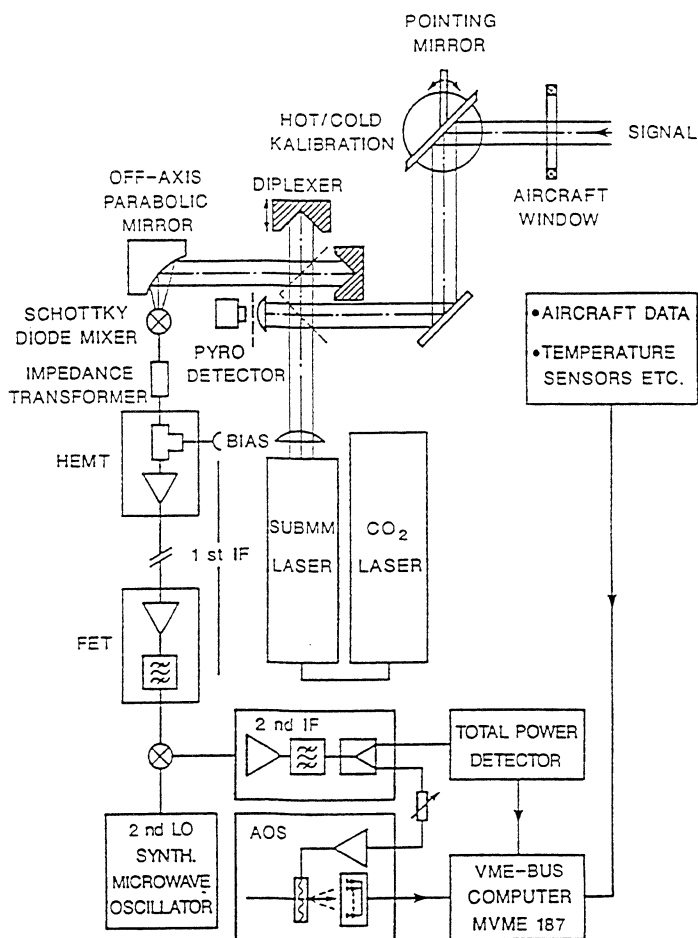 POINTING
MIRROR
HOT/COLD
KALIBRATION
SIGNAL
AIRCRAFT
WINDOW
OFF-AXIS
PARABOLIC
MIRROR
DIPLEXER
SCHOTTKY
DIODE MIXER
PYRO
DETECTOR
IMPEDANCE
TRANSFORMER
• AIRCRAFT DATA
• TEMPERATURE
SENSORS ETC.
HEMT
BIAS
1 st IF
SUBMM
LASER
CO2
LASER
FET
2 nd IF
TOTAL POWER
DETECTOR
2 nd LO
SYNTH.
MICROWAVE
OSCILLATOR
AOS
VME-BUS
COMPUTER
MVME 187